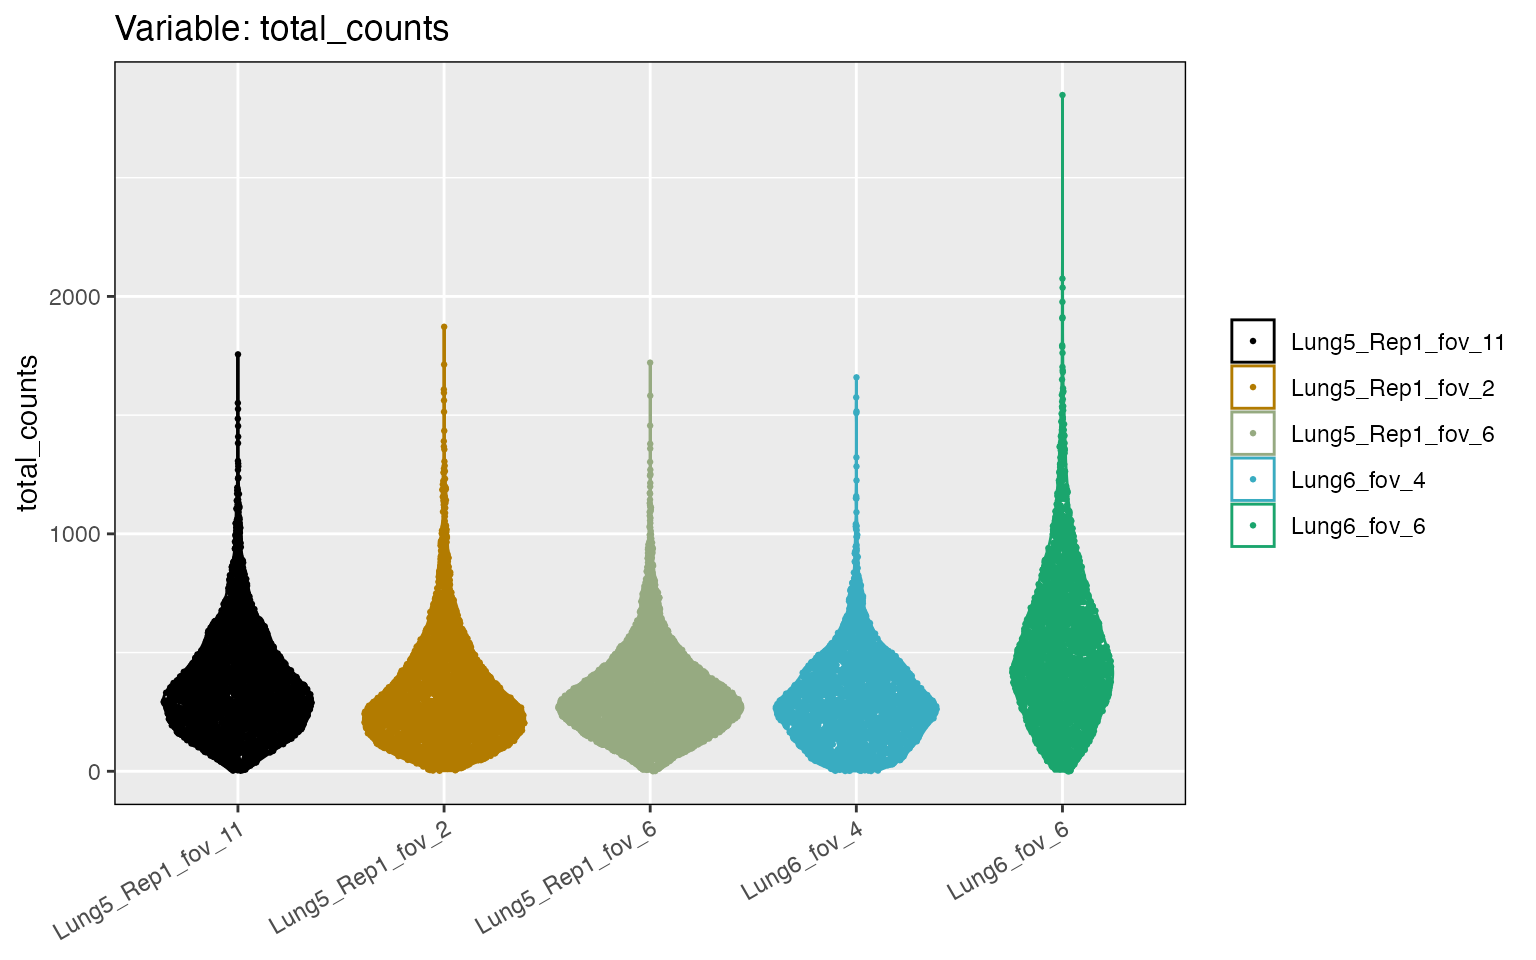 Variable: total_counts
total_counts
2000
1000
0
Lung5_Rep1_fov_11
Lung5_Rep1_fov_2
Lung5_Rep1_fov_6
Lung6_fov_4
Lung6_fov_6
Lung5_Rep1_fov_11
Lung5_Rep1_fov_2
Lung5_Rep1_fov_6
Lung6_fov_4
Lung6_fov_6